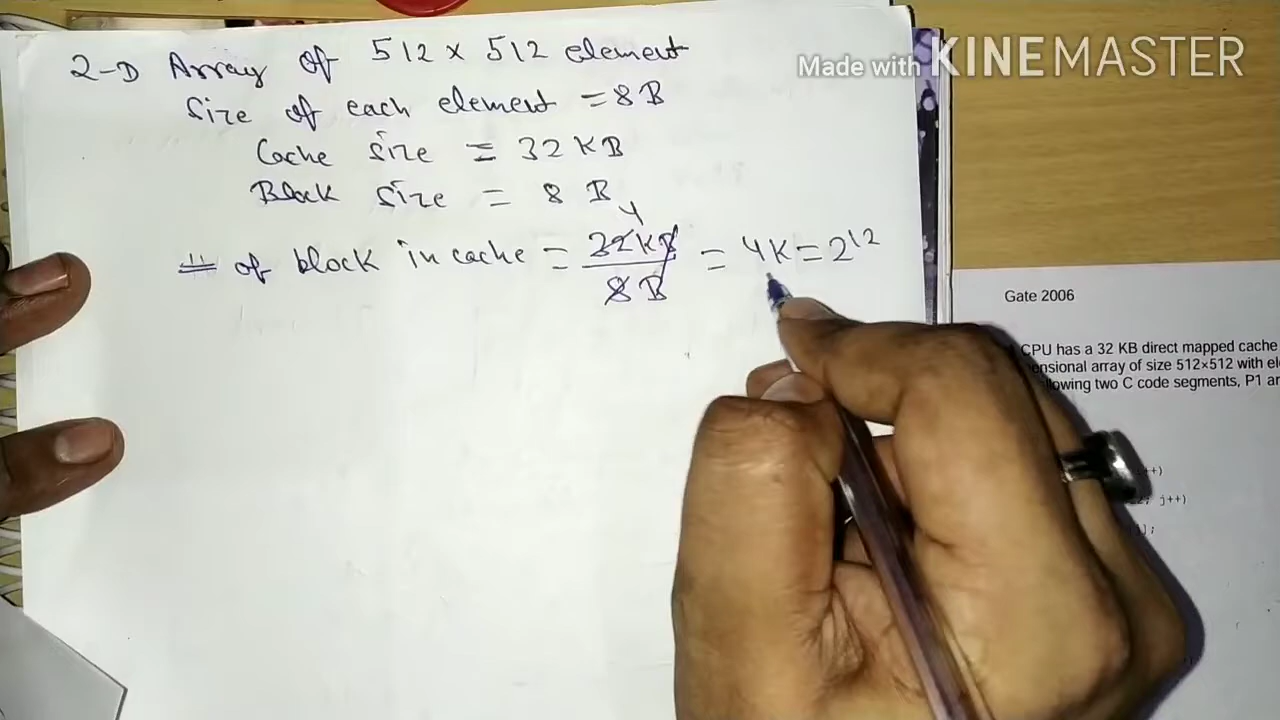 2-D Array of 512 x 512 element
Size of each element = 8B
Cache size = 32 KB
Block size = 8 B
# of block in cache = 32KB / 8 B = 4K = 2^12
4
Made with KINEMASTER
Gate 2006
CPU has a 32 KB direct mapped cache
ensional array of size 512×512 with el
llowing two C code segments, P1 ar
++)
j++)